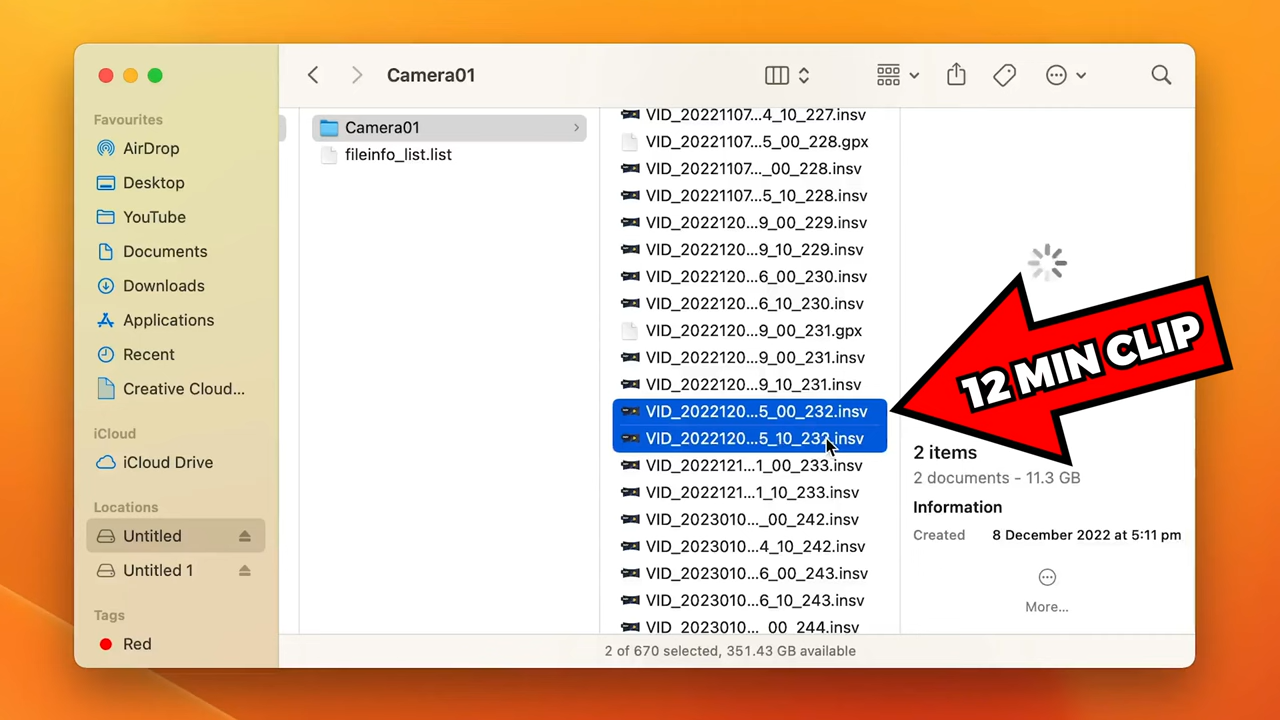 Camera01
Favourites
AirDrop
Desktop
YouTube
Documents
Downloads
Applications
Recent
Creative Cloud...
iCloud
iCloud Drive
Locations
Untitled
Untitled 1
Tags
Red
Camera01
fileinfo_list.list
VID_20221107...4_10_227.insv
VID_20221107...5_00_228.gpx
VID_20221107..._00_228.insv
VID_20221107...5_10_228.insv
VID_2022120...9_00_229.insv
VID_2022120...9_10_229.insv
VID_2022120...6_00_230.insv
VID_2022120...6_10_230.insv
VID_2022120...9_00_231.gpx
VID_2022120...9_00_231.insv
VID_2022120...9_10_231.insv
VID_2022120...5_00_232.insv
VID_2022120...5_10_232.insv
VID_2022121...1_00_233.insv
VID_2022121...1_10_233.insv
VID_2023010..._00_242.insv
VID_2023010...4_10_242.insv
VID_2023010...6_00_243.insv
VID_2023010...6_10_243.insv
VID_2023010..._00_244.insv
12 MIN CLIP
2 items
2 documents - 11.3 GB
Information
Created 8 December 2022 at 5:11 pm
More...
2 of 670 selected, 351.43 GB available